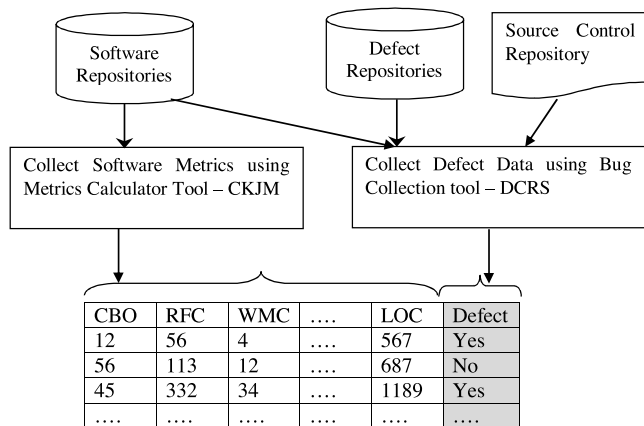 Software
Repositories
Defect
Repositories
Source Control
Repository
Collect Software Metrics using
Metrics Calculator Tool – CKJM
Collect Defect Data using Bug
Collection tool – DCRS
CBO RFC WMC …. LOC Defect
12 56 4 …. 567 Yes
56 113 12 …. 687 No
45 332 34 …. 1189 Yes
…. …. …. …. …. ….